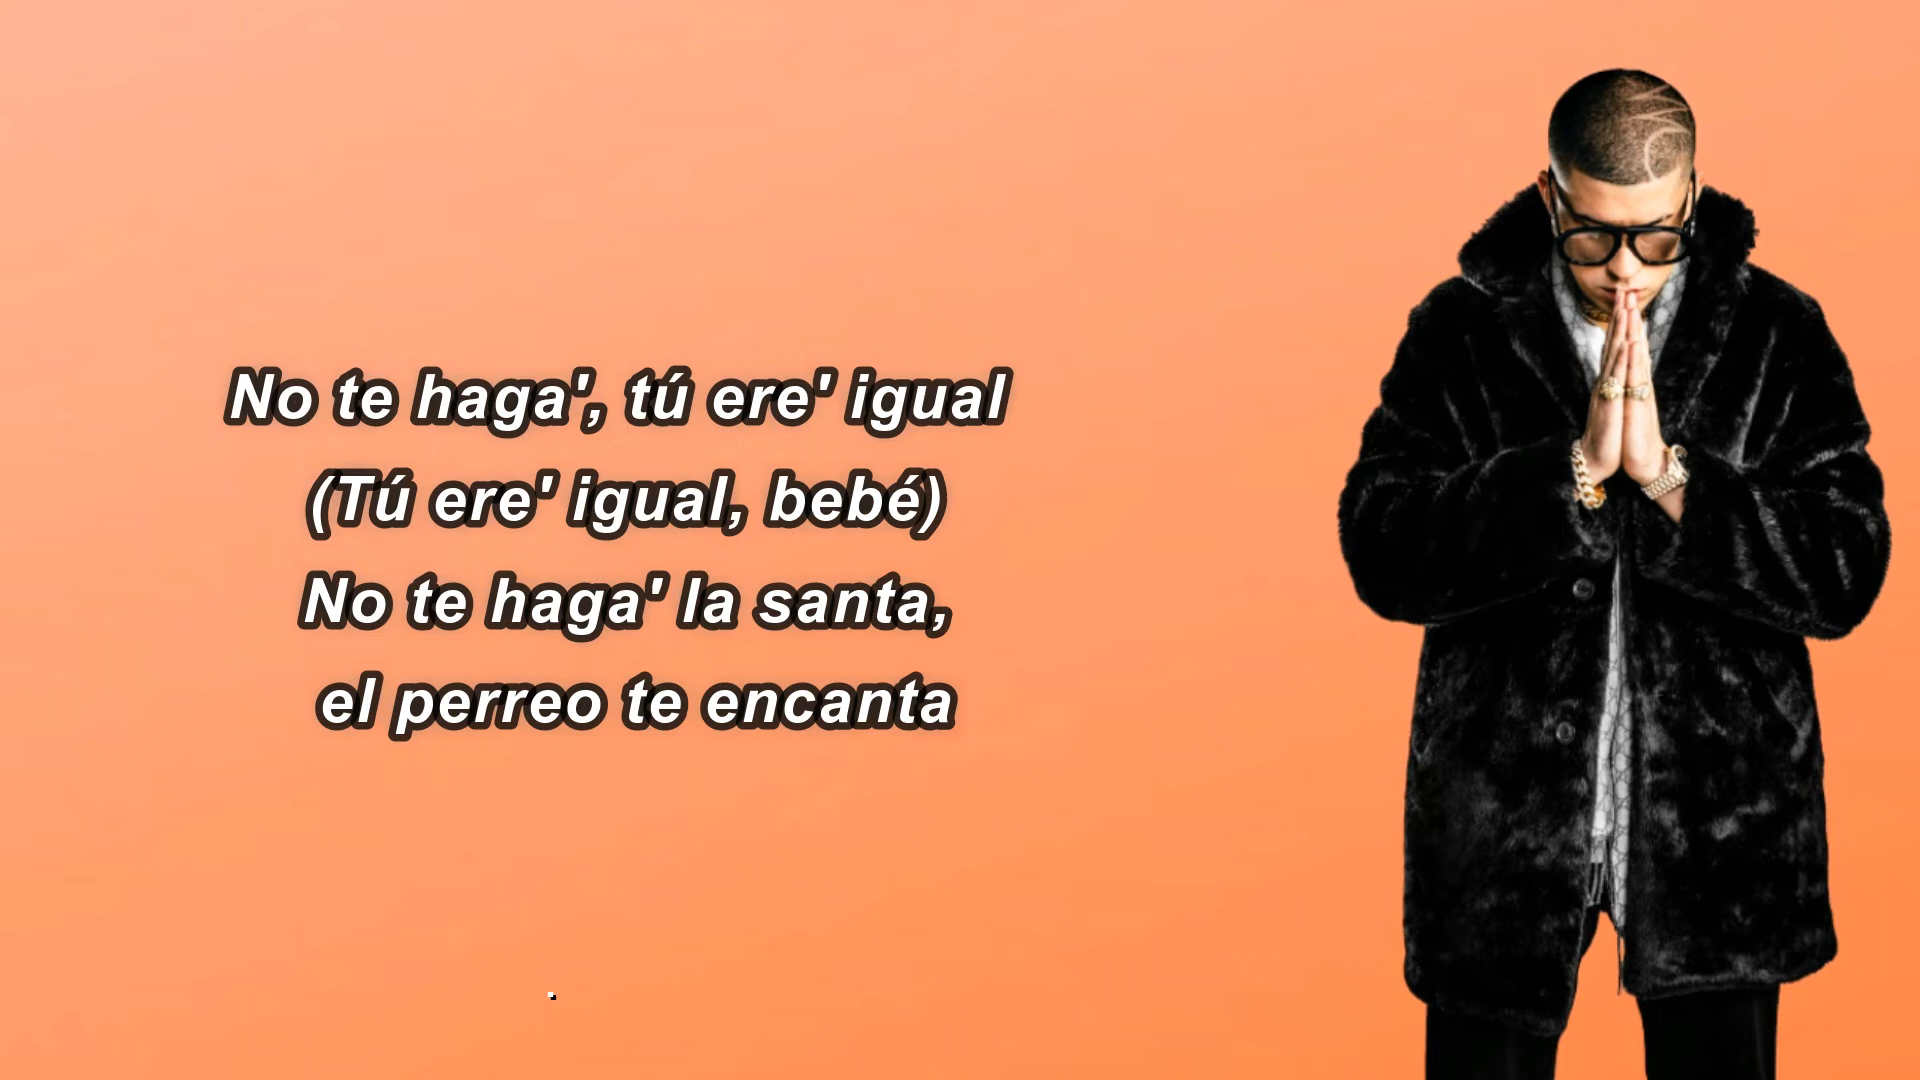 No te haga', tú ere' igual
(Tú ere' igual, bebé)
No te haga' la santa,
el perreo te encanta